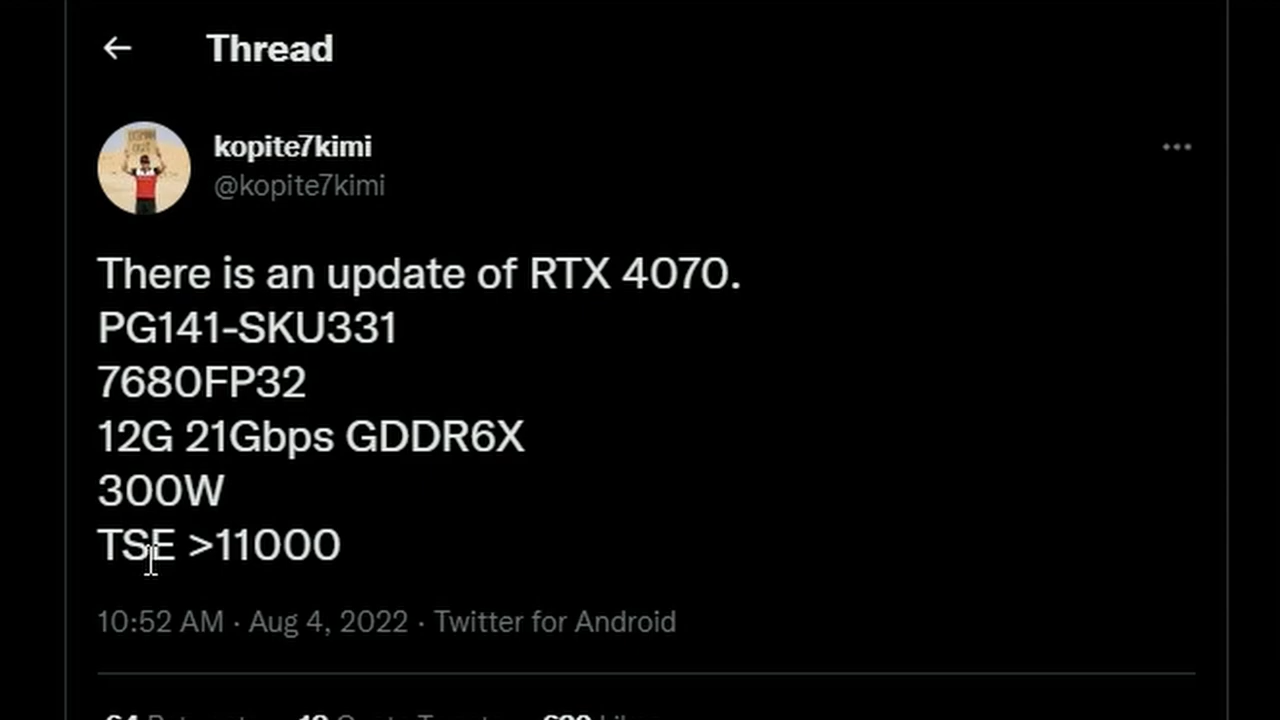 Thread
kopite7kimi
@kopite7kimi
There is an update of RTX 4070.
PG141-SKU331
7680FP32
12G 21Gbps GDDR6X
300W
TSE >11000
10:52 AM · Aug 4, 2022 · Twitter for Android